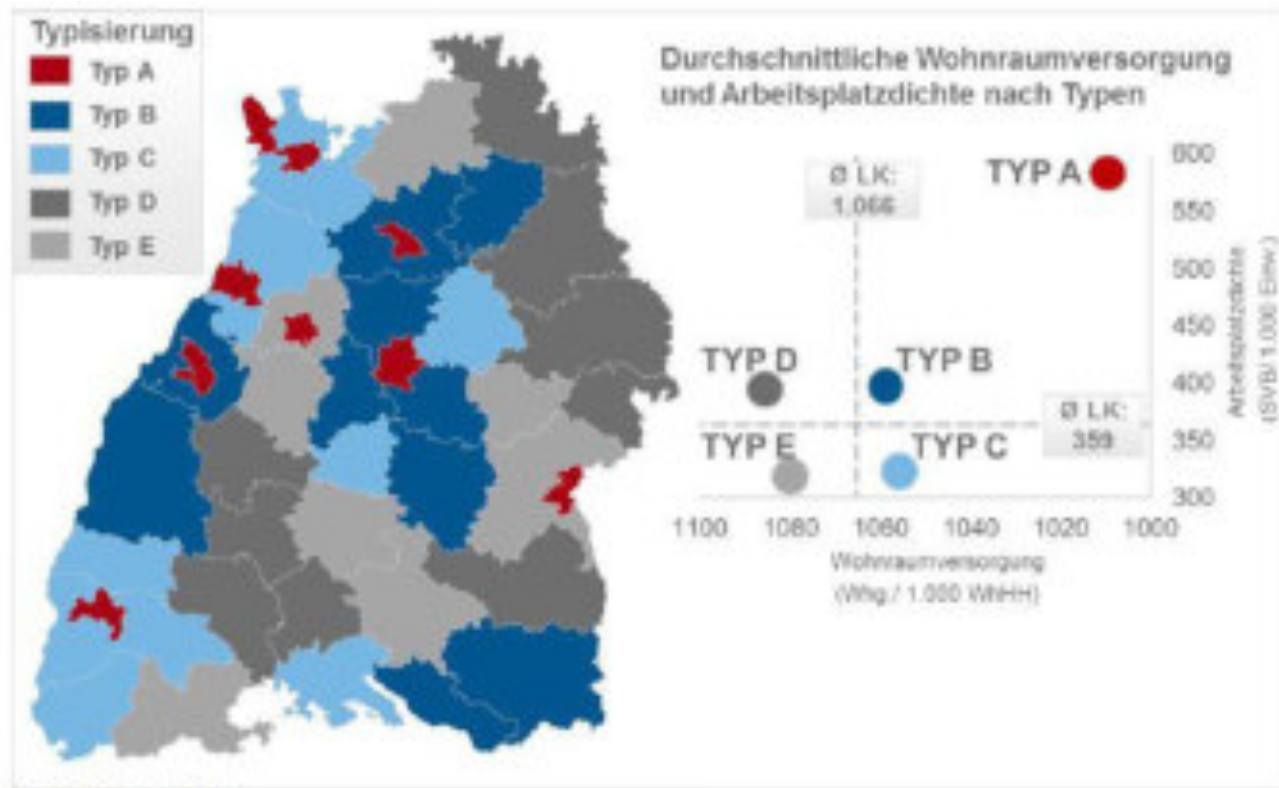 Typisierung
Typ A
Typ B
Typ C
Typ D
Typ E
Durchschnittliche Wohnraumversorgung
und Arbeitsplatzdichte nach Typen
Ø LK:
1.066
TYP A
TYP D
TYP B
Ø LK:
359
TYP E
TYP C
600
550
500
450
400
350
300
Arbeitsplatzdichte
(SVB/ 1.000 Einw.)
1100 1080 1060 1040 1020 1000
Wohnraumversorgung
(Whg./ 1.000 WhHH)